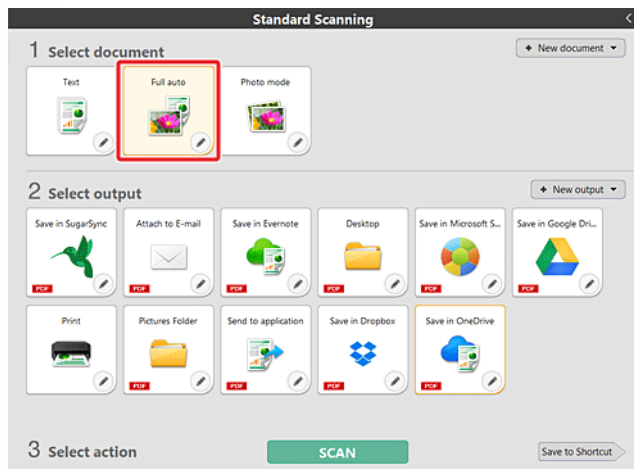 Standard Scanning
1 Select document
+ New document
Text
Full auto
Photo mode
2 Select output
+ New output
Save in SugarSync
Attach to E-mail
Save in Evernote
Desktop
Save in Microsoft S...
Save in Google Dri...
PDF
PDF
PDF
PDF
PDF
PDF
Print
Pictures Folder
Send to application
Save in Dropbox
Save in OneDrive
PDF
PDF
PDF
PDF
3 Select action
SCAN
Save to Shortcut